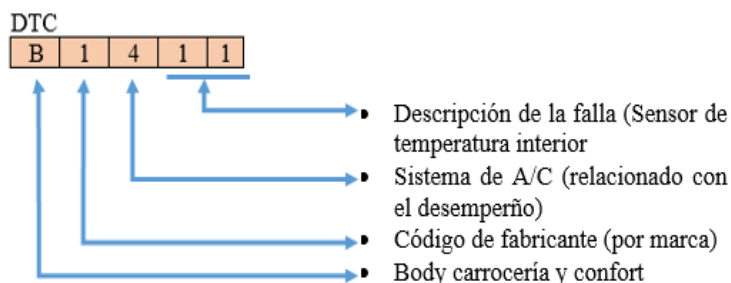 DTC
B 1 4 1 1
• Descripción de la falla (Sensor de
temperatura interior
• Sistema de A/C (relacionado con
el desemperño)
• Código de fabricante (por marca)
• Body carrocería y confort